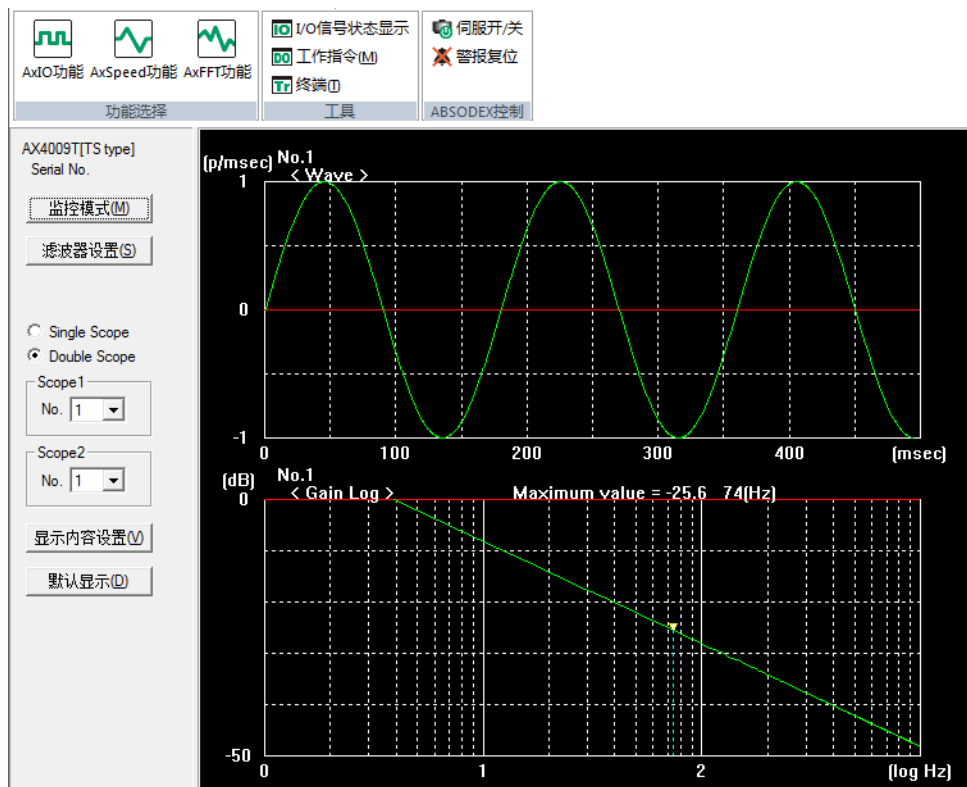 AxIO功能 AxSpeed功能 AxFFT功能
功能选择
IO I/O信号状态显示
DO 工作指令(M)
Tr 终端(T)
工具
伺服开/关
警报复位
ABSODEX控制
AX4009T[TS type]
Serial No.
监控模式(M)
滤波器设置(S)
Single Scope
Double Scope
Scope1
No. 1
Scope2
No. 1
显示内容设置(V)
默认显示(D)
(p/msec) No.1
< Wave >
1
0
-1
0 100 200 300 400 (msec)
(dB) No.1
< Gain Log > Maximum value = -25.6 74(Hz)
0
-50
0 1 2 (log Hz)